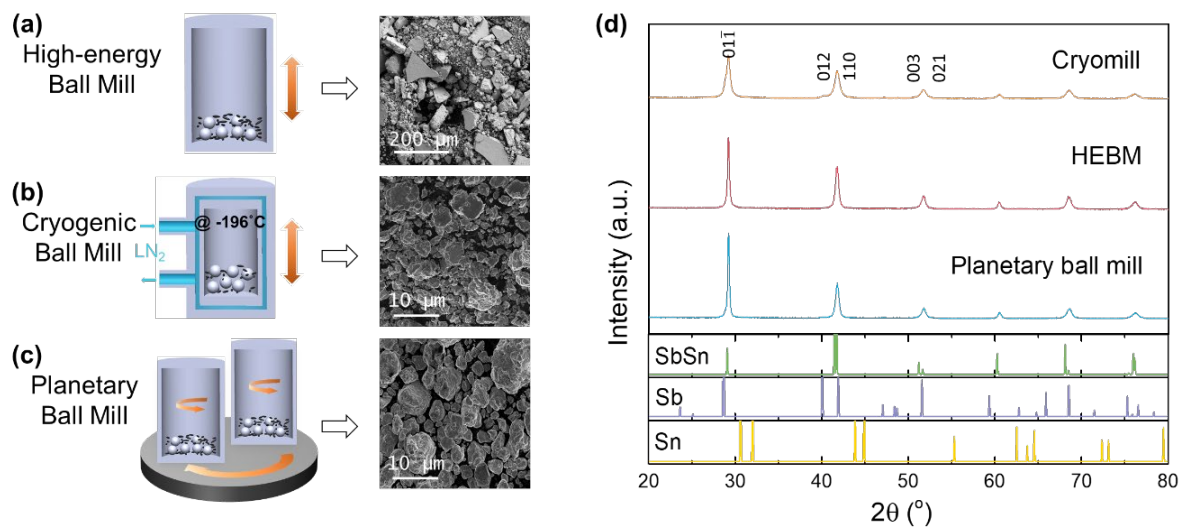 (a)
High-energy
Ball Mill
200 μm
(b)
Cryogenic
Ball Mill
@ -196°C
LN₂
10 μm
(c)
Planetary
Ball Mill
10 μm
(d)
011̅
012
110
003
021
Cryomill
HEBM
Planetary ball mill
SbSn
Sb
Sn
Intensity (a.u.)
20 30 40 50 60 70 80
2θ (°)